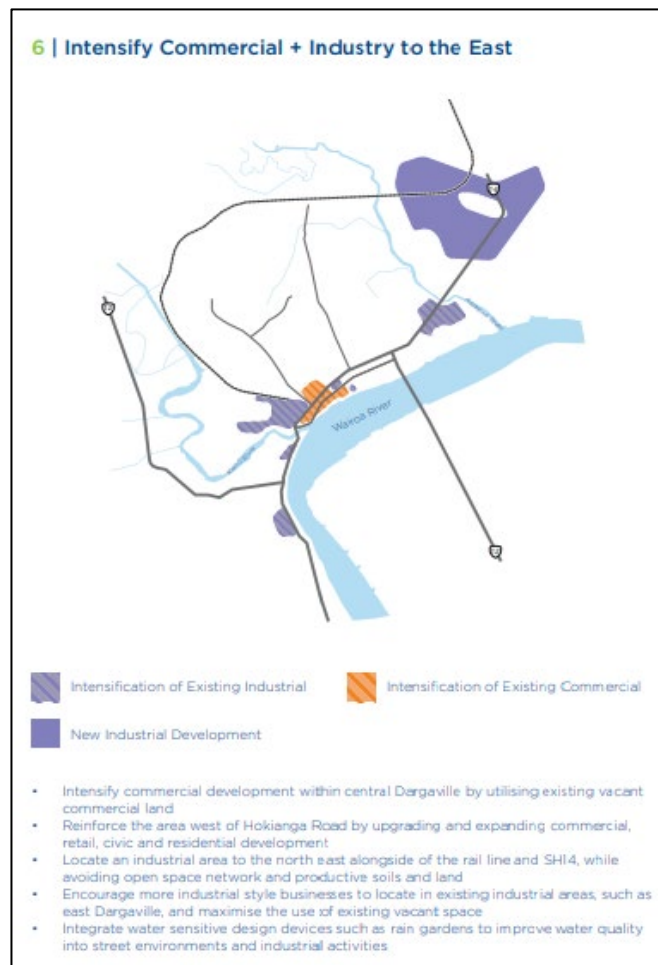 6 | Intensify Commercial + Industry to the East
Wairoa River
Intensification of Existing Industrial
Intensification of Existing Commercial
New Industrial Development
• Intensify commercial development within central Dargaville by utilising existing vacant
commercial land
• Reinforce the area west of Hokianga Road by upgrading and expanding commercial,
retail, civic and residential development
• Locate an industrial area to the north east alongside of the rail line and SH14, while
avoiding open space network and productive soils and land
• Encourage more industrial style businesses to locate in existing industrial areas, such as
east Dargaville, and maximise the use of existing vacant space
• Integrate water sensitive design devices such as rain gardens to improve water quality
into street environments and industrial activities